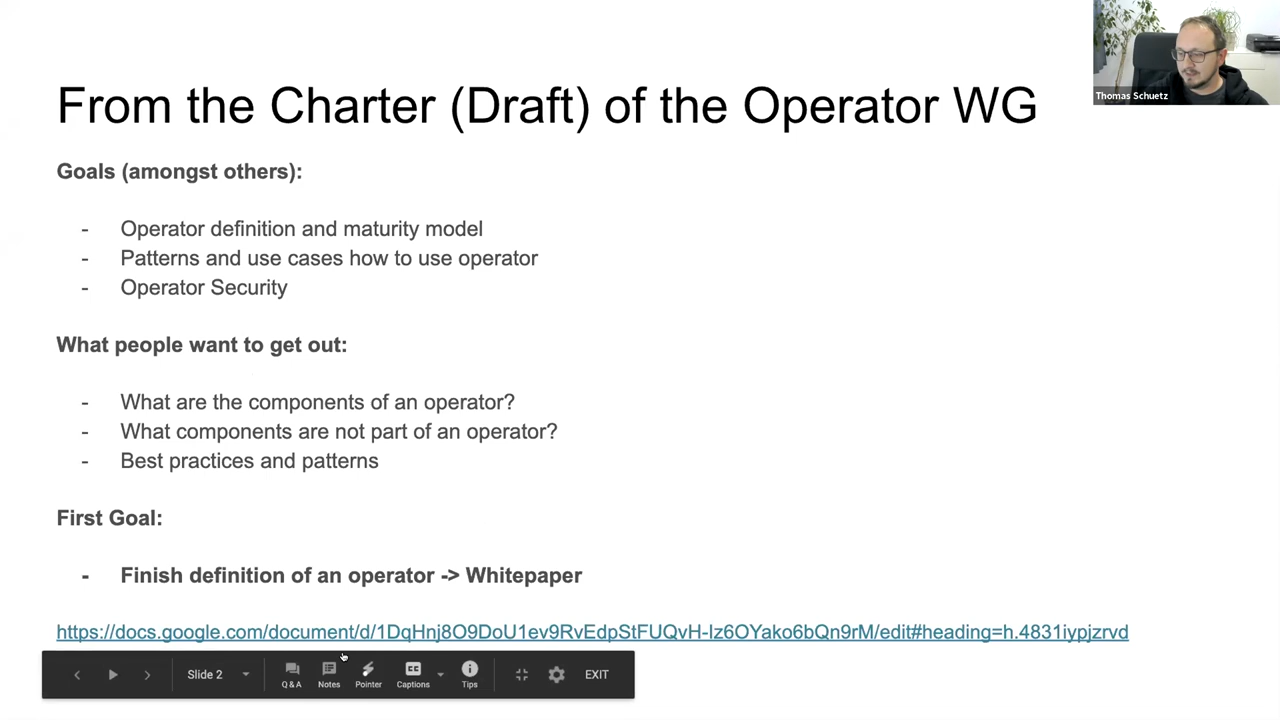 From the Charter (Draft) of the Operator WG
Thomas Schuetz
Goals (amongst others):
- Operator definition and maturity model
- Patterns and use cases how to use operator
- Operator Security
What people want to get out:
- What are the components of an operator?
- What components are not part of an operator?
- Best practices and patterns
First Goal:
- Finish definition of an operator -> Whitepaper
https://docs.google.com/document/d/1DqHnj8O9DoU1ev9RvEdpStFUQvH-lz6OYako6bQn9rM/edit#heading=h.4831iypjzrvd
Slide 2
Q & A
Notes
Pointer
CC
Captions
Tips
EXIT